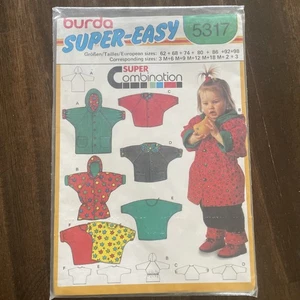 burda
SUPER-EASY
5317
Größen/Tailles/European sizes: 62 + 68 + 74 + 80 + 86 +92+98
Corresponding sizes: 3 M+6 M+9 M+12 M+18 M+2 + 3
SUPER
Combination
A
C